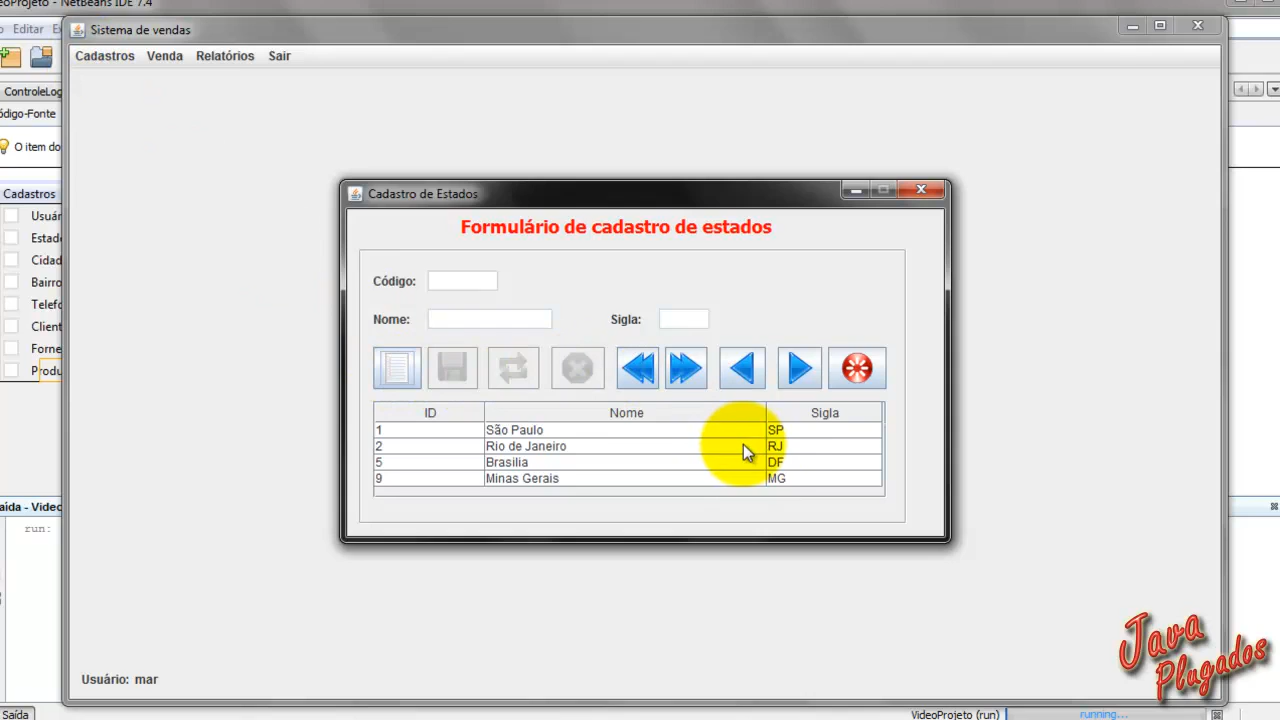 eoProjeto - NetBeans IDE 7.4
Editar
Sistema de vendas
Cadastros Venda Relatórios Sair
ControleLog
ódigo-Fonte
O item do
Cadastros
Usuár
Estad
Cidad
Bairro
Telefo
Client
Forne
Produ
Cadastro de Estados
Formulário de cadastro de estados
Código:
Nome: Sigla:
ID Nome Sigla
1 São Paulo SP
2 Rio de Janeiro RJ
5 Brasilia DF
9 Minas Gerais MG
aída - Video
run:
Usuário: mar
Saída
VideoProjeto (run) running...
Java
Plugados